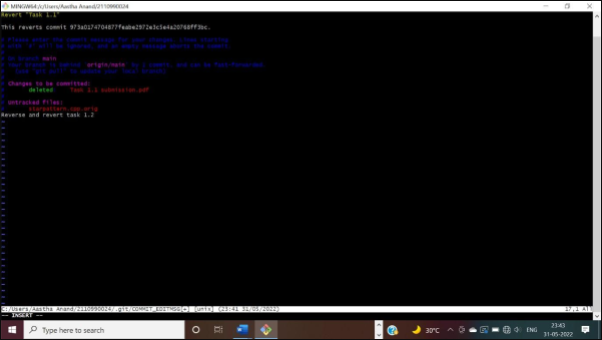 MINGW64:/c/Users/Aastha Anand/2110990024
Revert "Task 1.1"
This reverts commit 973a0174704877feabe2972e3c1e4a20768ff3bc.
# Please enter the commit message for your changes. Lines starting
# with '#' will be ignored, and an empty message aborts the commit.
#
# On branch main
# Your branch is behind 'origin/main' by commits, and can be fast-forwarded.
# (use "git pull" to update your local branch)
#
# Changes to be committed:
# deleted: Task 1.1 submission.pdf
#
# Untracked files:
# starpattern.cpp.orig
Reverse and revert task 1.2
C:/Users/Aastha Anand/2110990024/.git/COMMIT_EDITMSG[+] [unix] (23:41 31/05/2022) 17,1 All
-- INSERT --
Type here to search
30°C
ENG
23:43
31-05-2022